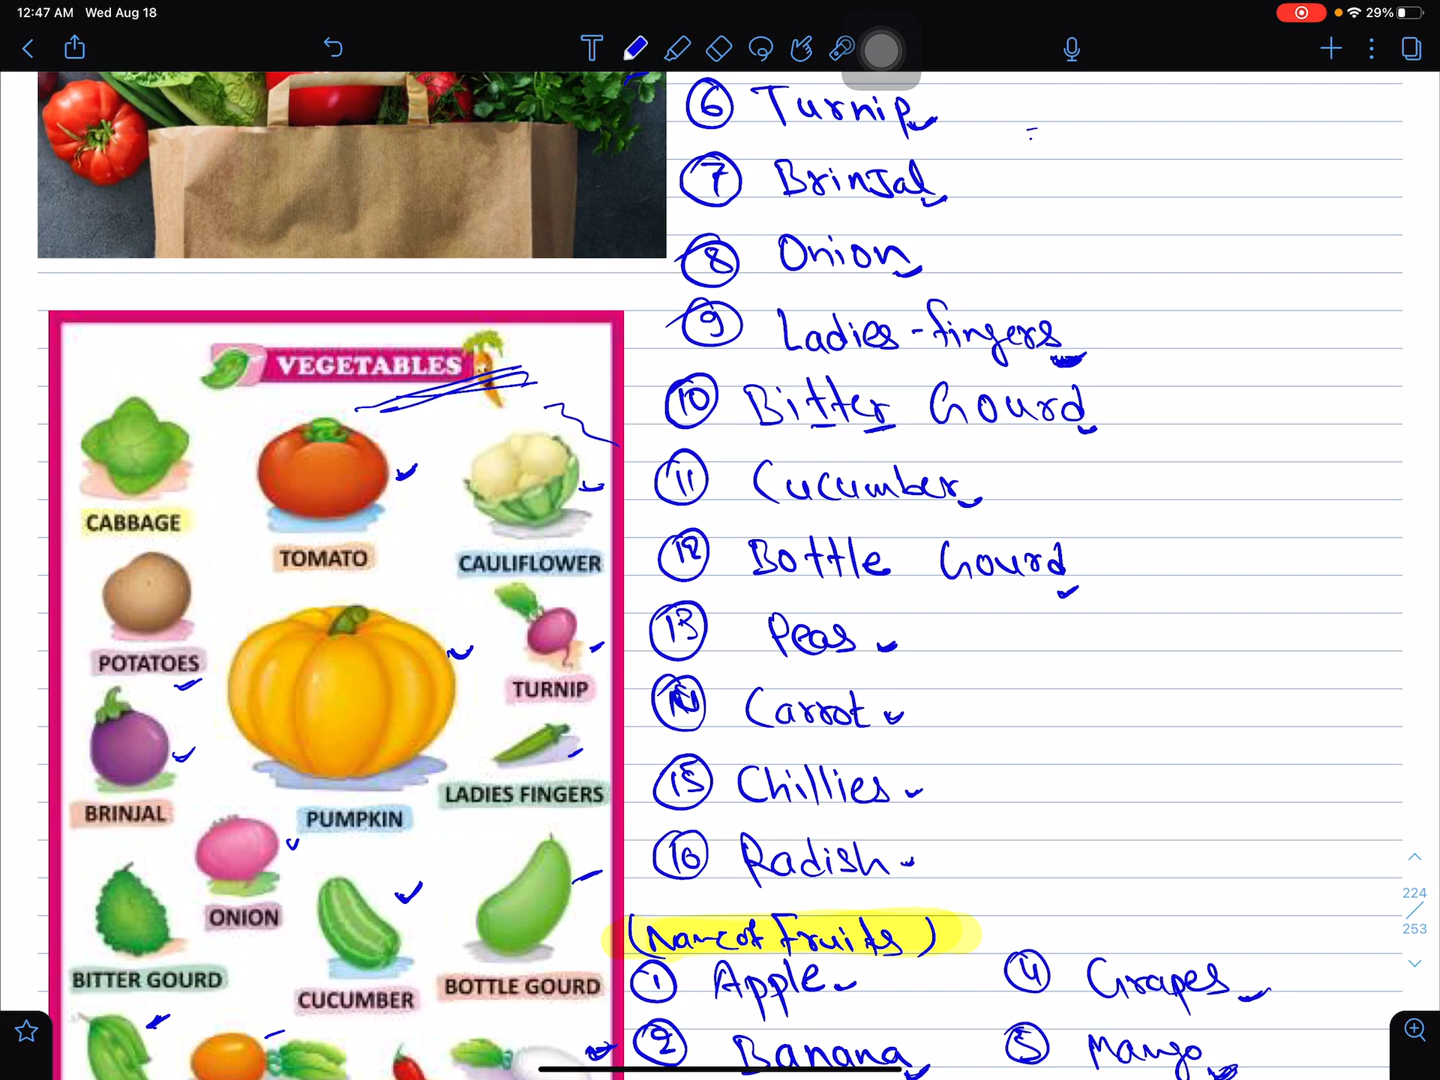 12:47 AM Wed Aug 18
29%
6 Turnip
7 Brinjal
8 Onion
9 Ladies-fingers
10 Bitter Gourd
11 Cucumber
12 Bottle Gourd
13 Peas
14 Carrot
15 Chillies
16 Radish
(Name of Fruits)
1 Apple
4 Grapes
2 Banana
5 Mango
VEGETABLES
CABBAGE
TOMATO
CAULIFLOWER
POTATOES
TURNIP
BRINJAL
PUMPKIN
LADIES FINGERS
ONION
BITTER GOURD
CUCUMBER
BOTTLE GOURD
224
253